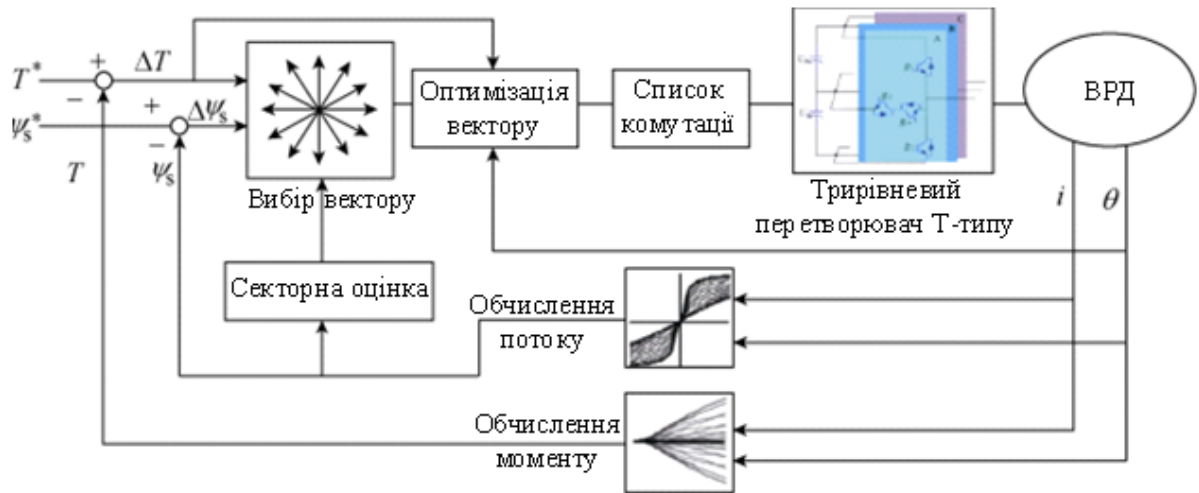 T*
+
ΔT
−
ψs*
+
Δψs
−
T
ψs
Вибір вектору
Оптимізація
вектору
Список
комутації
A
B
C
Трирівневий
перетворювач Т-типу
ВРД
i
θ
Секторна оцінка
Обчислення
потоку
Обчислення
моменту